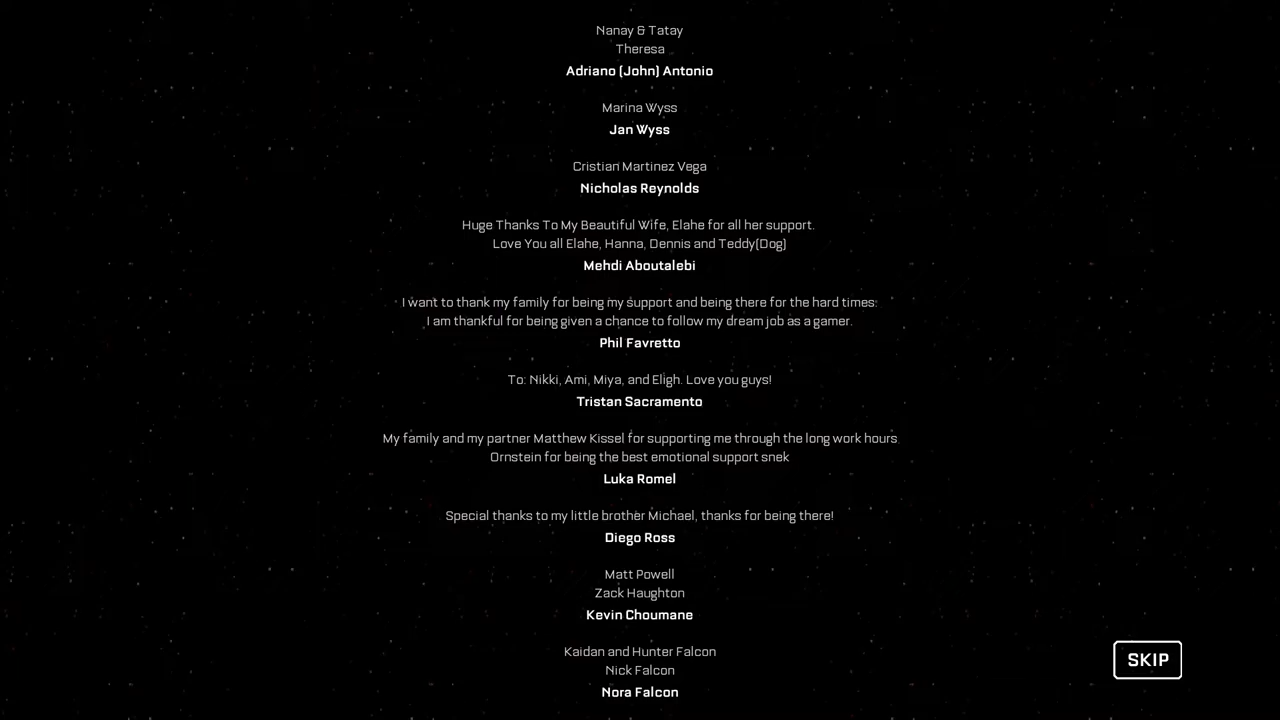 Nanay & Tatay
Theresa
Adriano (John) Antonio
Marina Wyss
Jan Wyss
Cristian Martinez Vega
Nicholas Reynolds
Huge Thanks To My Beautiful Wife, Elahe for all her support.
Love You all Elahe, Hanna, Dennis and Teddy(Dog)
Mehdi Aboutalebi
I want to thank my family for being my support and being there for the hard times.
I am thankful for being given a chance to follow my dream job as a gamer.
Phil Favretto
To: Nikki, Ami, Miya, and Eligh. Love you guys!
Tristan Sacramento
My family and my partner Matthew Kissel for supporting me through the long work hours
Ornstein for being the best emotional support snek
Luka Romel
Special thanks to my little brother Michael, thanks for being there!
Diego Ross
Matt Powell
Zack Haughton
Kevin Choumane
Kaidan and Hunter Falcon
Nick Falcon
Nora Falcon
SKIP